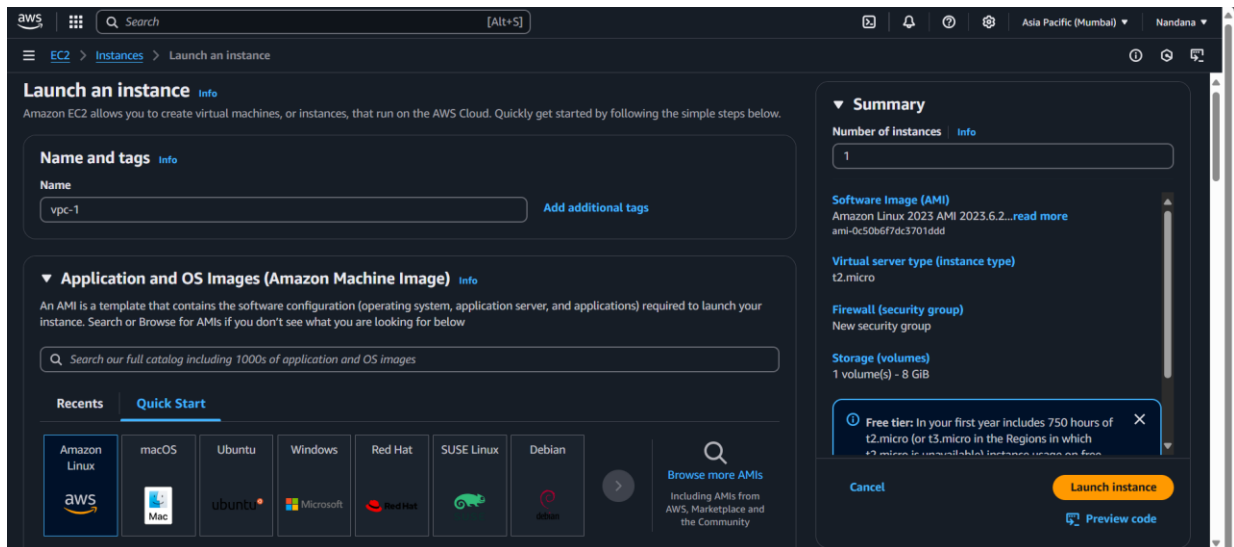 aws
Search
[Alt+S]
Asia Pacific (Mumbai)
Nandana
EC2 > Instances > Launch an instance
Launch an instance Info
Amazon EC2 allows you to create virtual machines, or instances, that run on the AWS Cloud. Quickly get started by following the simple steps below.
Name and tags Info
Name
vpc-1
Add additional tags
Application and OS Images (Amazon Machine Image) Info
An AMI is a template that contains the software configuration (operating system, application server, and applications) required to launch your
instance. Search or Browse for AMIs if you don't see what you are looking for
below
Search our full catalog including 1000s of application and OS images
Recents
Quick Start
Amazon
Linux
aws
macOS
Mac
Ubuntu
ubuntu
Windows
Microsoft
Red Hat
Red Hat
SUSE Linux
Debian
debian
Browse more AMIs
Including AMIs from
AWS, Marketplace and
the Community
Summary
Number of instances Info
1
Software Image (AMI)
Amazon Linux 2023 AMI 2023.6.2...read more
ami-0c50b6f7dc3701ddd
Virtual server type (instance type)
t2.micro
Firewall (security group)
New security group
Storage (volumes)
1 volume(s) - 8 GiB
Free tier: In your first year includes 750 hours of
t2.micro (or t3.micro in the Regions in which
t2.micro is unavailable) instance usage on free
Cancel
Launch instance
Preview code